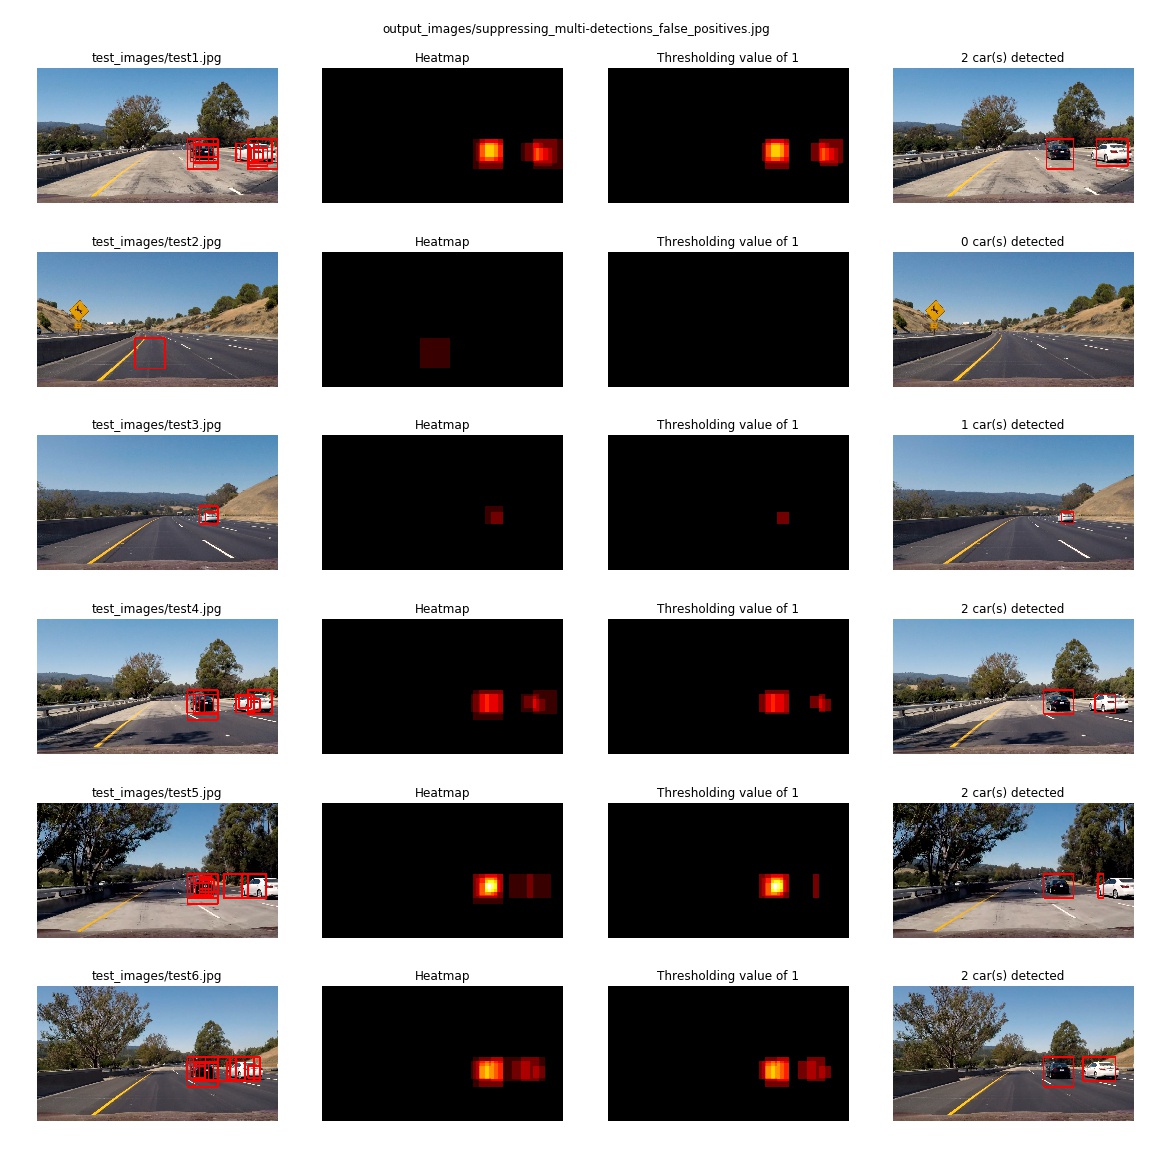 output_images/suppressing_multi-detections_false_positives.jpg
test_images/test1.jpg
Heatmap
Thresholding value of 1
2 car(s) detected
test_images/test2.jpg
Heatmap
Thresholding value of 1
0 car(s) detected
test_images/test3.jpg
Heatmap
Thresholding value of 1
1 car(s) detected
test_images/test4.jpg
Heatmap
Thresholding value of 1
2 car(s) detected
test_images/test5.jpg
Heatmap
Thresholding value of 1
2 car(s) detected
test_images/test6.jpg
Heatmap
Thresholding value of 1
2 car(s) detected